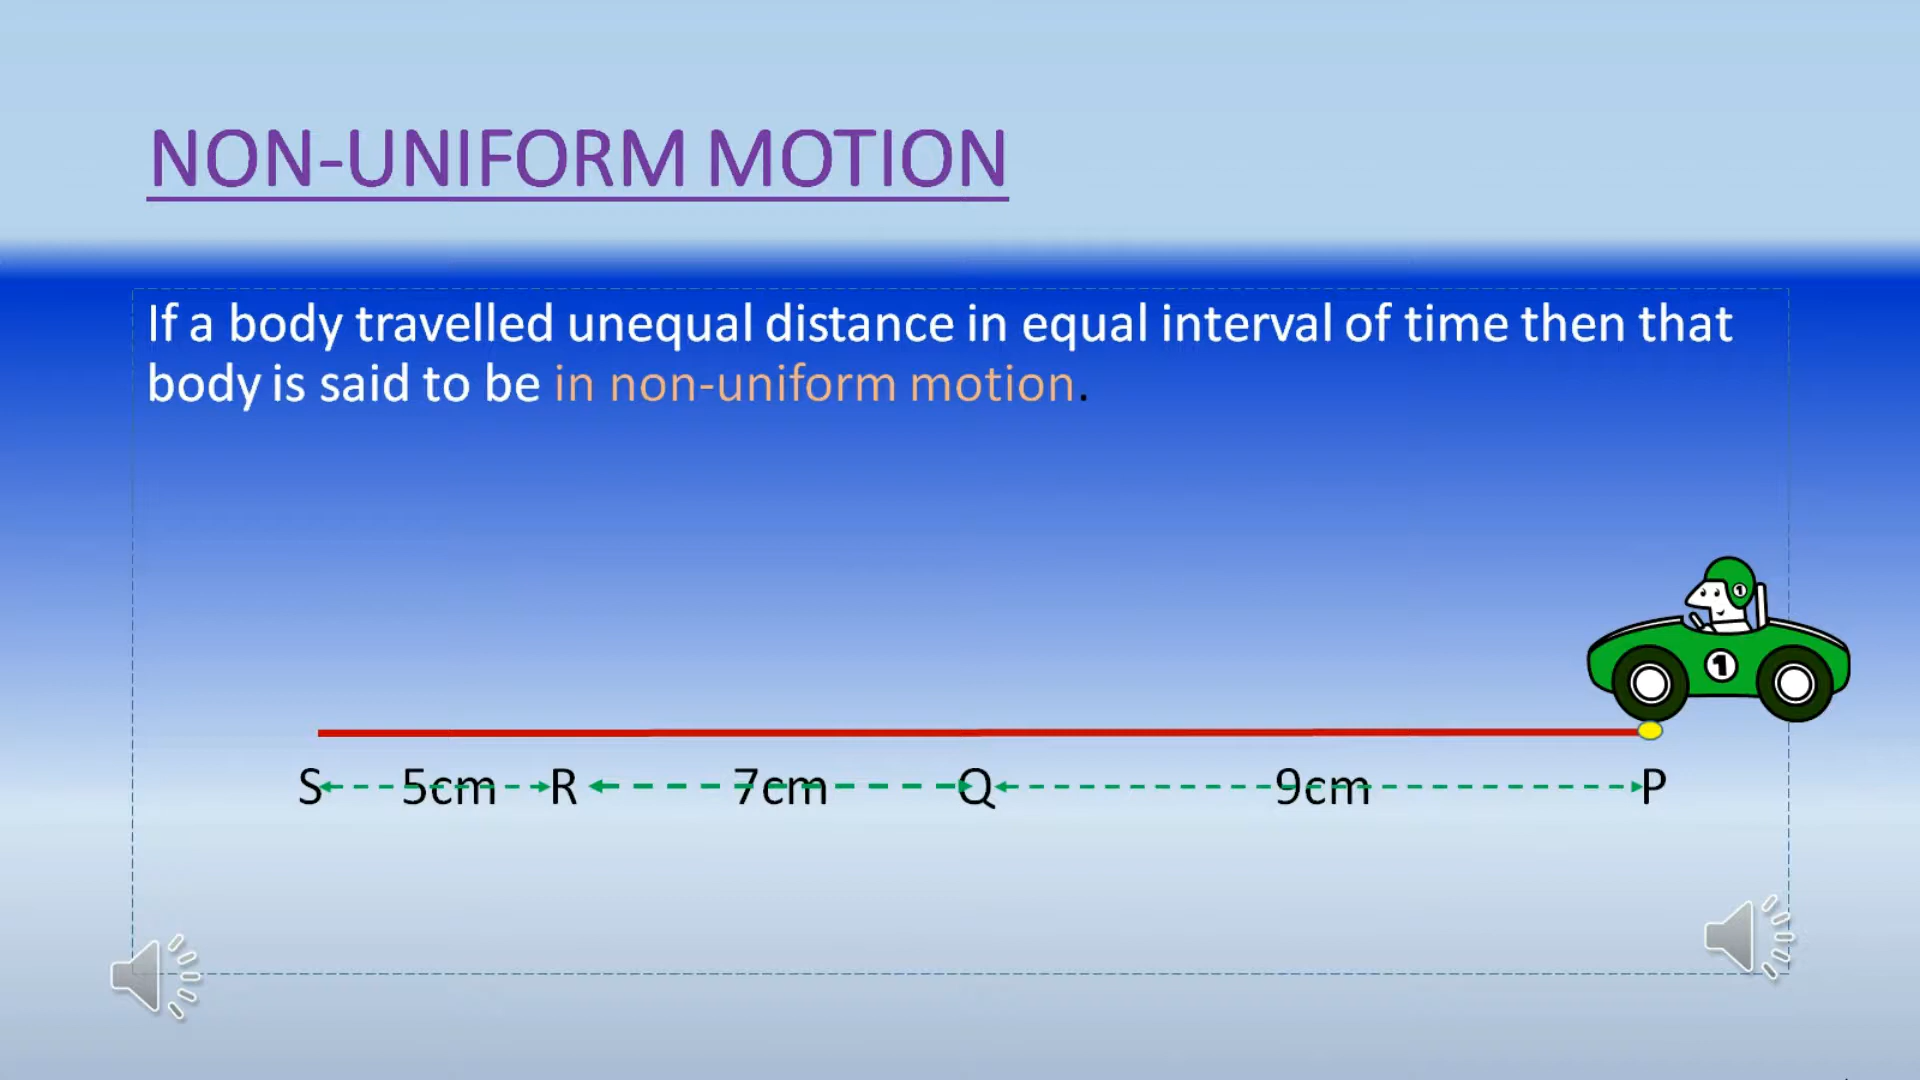 NON-UNIFORM MOTION
If a body travelled unequal distance in equal interval of time then that
body is said to be in non-uniform motion.
1
1
S 5cm R 7cm Q 9cm P